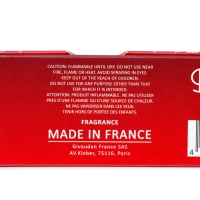 CAUTION: FLAMMABLE UNTIL DRY. DO NOT USE NEAR
FIRE, FLAME OR HEAT. AVOID SPRAYING IN EYES.
KEEP OUT OF THE REACH OF CHILDREN.
DO NOT USE FOR ANY PURPOSE OTHER THAN THAT
FOR WHICH IT IS INTENDED
ATTENTION: PRODUIT INFLAMMABLE. NE PAS UTILISER
PRES D'UNE FLAMME OU D'UNE SOURCE DE CHALEUR.
NE PAS VAPORISER DANS OU VERS LES YEUX.
TENIR HORS DE PORTEE DES ENFANTS.
FRAGRANCE
MADE IN FRANCE
Givaudan France SAS
AV.Kleber, 75116, Paris
4